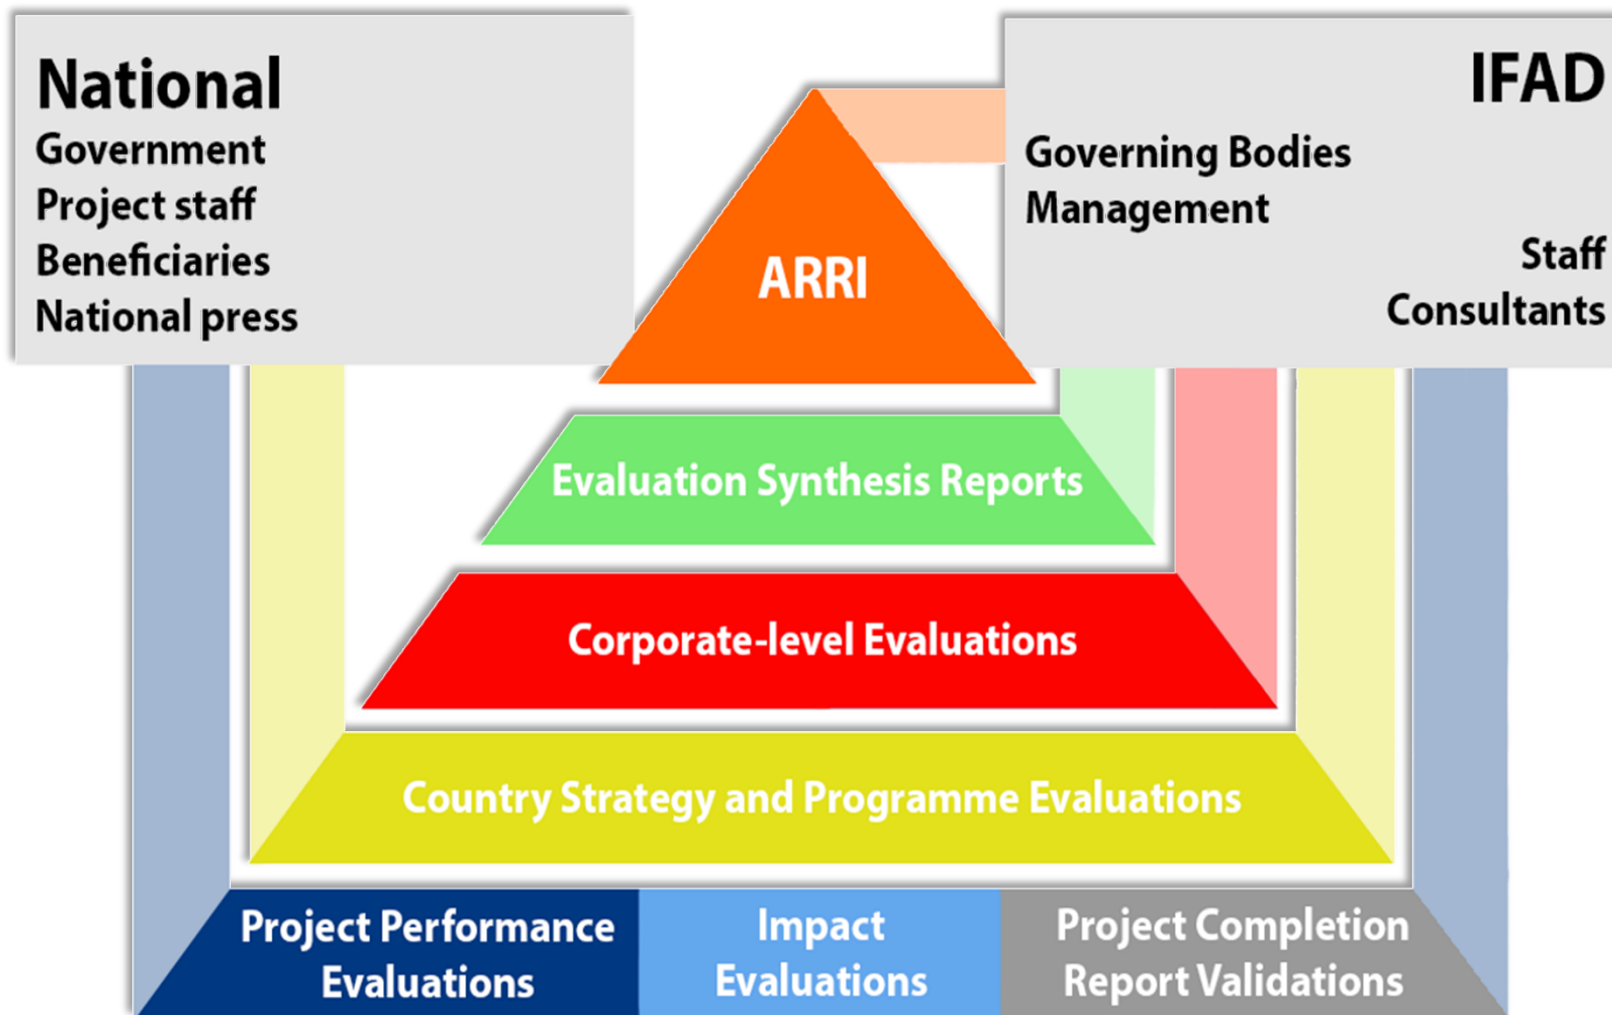 National
Government
Project staff
Beneficiaries
National press
IFAD
Governing Bodies
Management
Staff
Consultants
ARRI
Evaluation Synthesis Reports
Corporate-level Evaluations
Country Strategy and Programme Evaluations
Project Performance
Evaluations
Impact
Evaluations
Project Completion
Report Validations